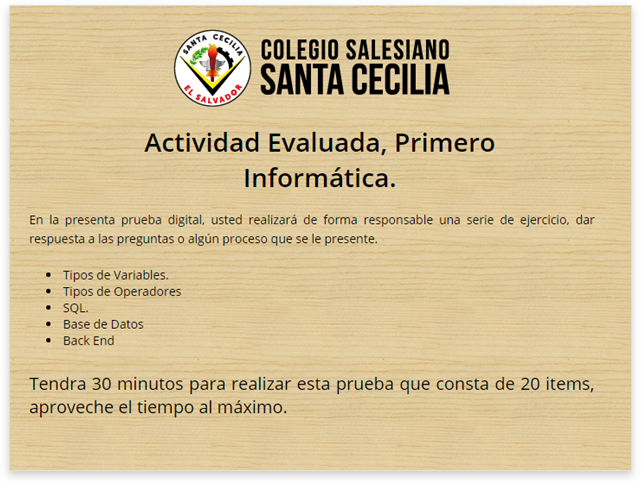 SANTA CECILIA
EL SALVADOR
COLEGIO SALESIANO
SANTA CECILIA
Actividad Evaluada, Primero
Informática.
En la presenta prueba digital, usted realizará de forma responsable una serie de ejercicio, dar
respuesta a las preguntas o algún proceso que se le presente.
• Tipos de Variables.
• Tipos de Operadores
• SQL.
• Base de Datos
• Back End
Tendra 30 minutos para realizar esta prueba que consta de 20 items,
aproveche el tiempo al máximo.